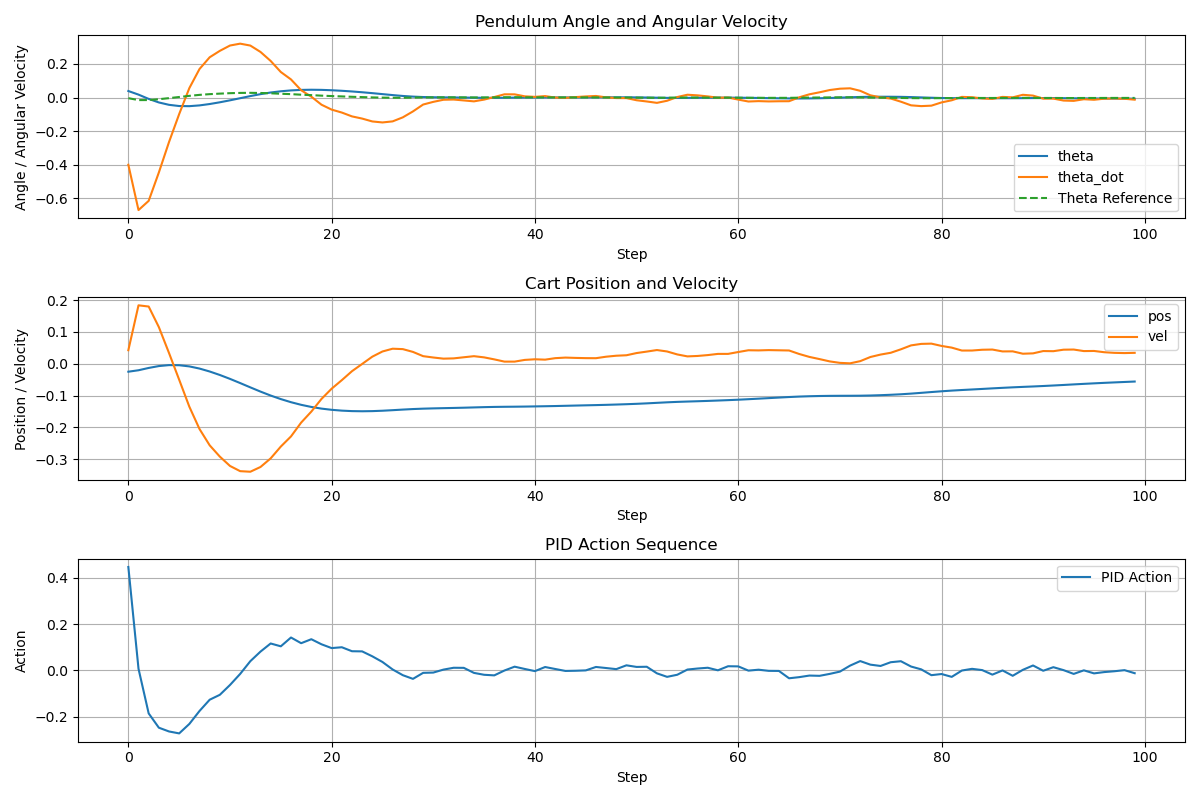 Pendulum Angle and Angular Velocity
Angle / Angular Velocity
0.2
0.0
−0.2
−0.4
−0.6
theta
theta_dot
Theta Reference
0 20 40 60 80 100
Step
Cart Position and Velocity
Position / Velocity
0.2
0.1
0.0
−0.1
−0.2
−0.3
pos
vel
0 20 40 60 80 100
Step
PID Action Sequence
Action
0.4
0.2
0.0
−0.2
PID Action
0 20 40 60 80 100
Step